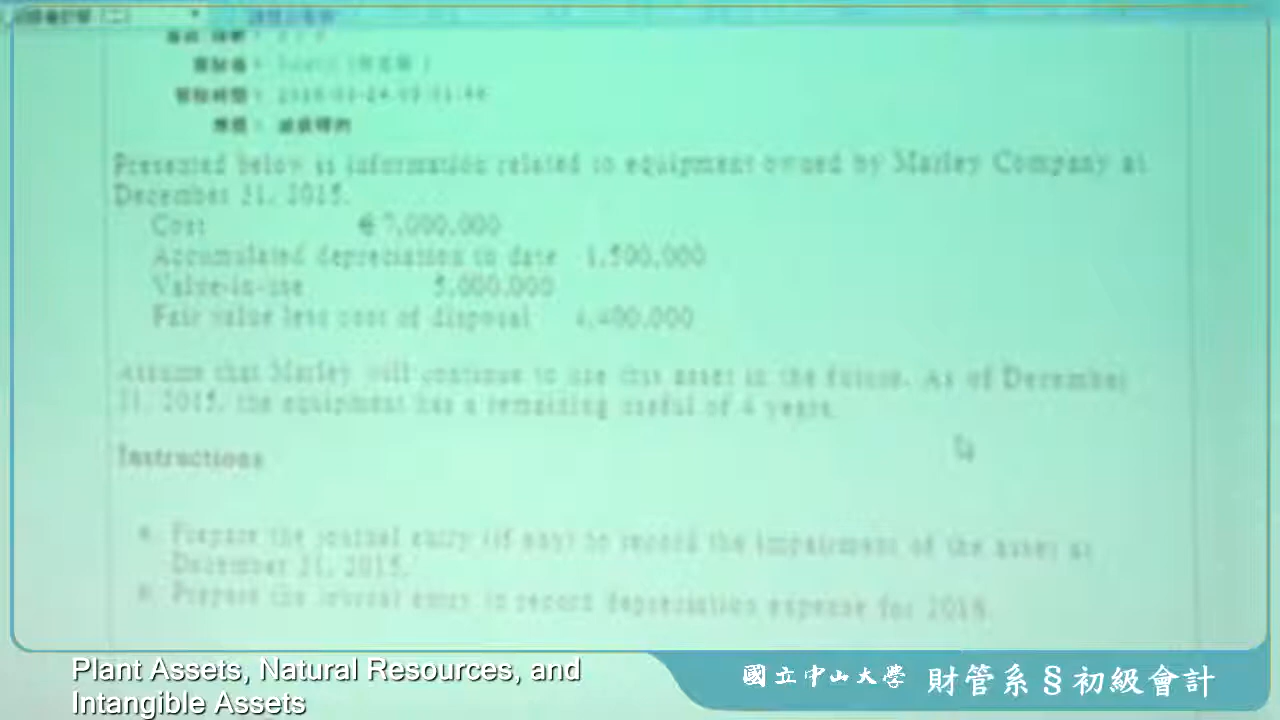 Presented below is information related to equipment owned by Marley Company at
December 31, 2015.
Cost €7,000,000
Accumulated depreciation to date 1,500,000
Value-in-use 5,000,000
Fair value less cost of disposal 4,400,000
Assume that Marley will continue to use this asset in the future. As of December
31, 2015, the equipment has a remaining useful of 4 years.
Instructions
Prepare the journal entry (if any) to record the impairment of the asset at
December 31, 2015.
Prepare the journal entry to record depreciation expense for 2016.
Plant Assets, Natural Resources, and
Intangible Assets
國立中山大學 財管系§初級會計